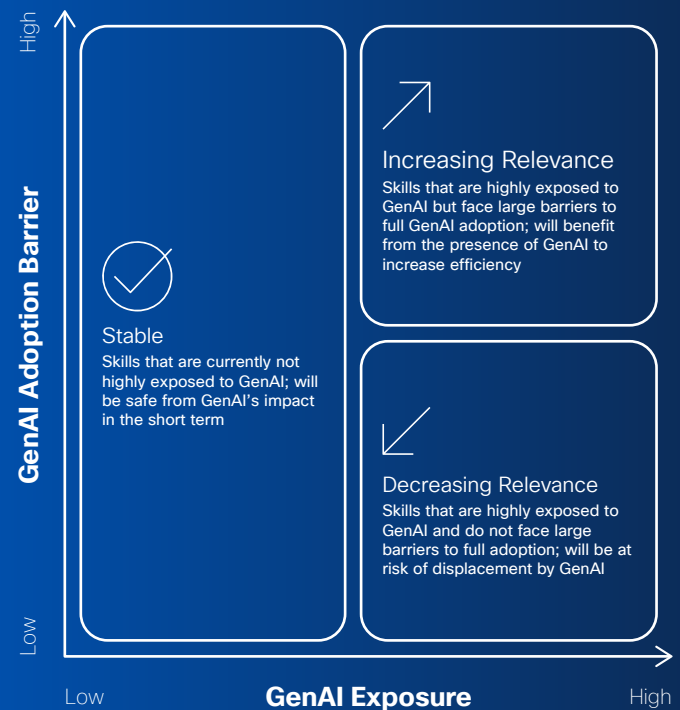 High
GenAI Adoption Barrier
Low
Stable
Skills that are currently not
highly exposed to GenAI; will
be safe from GenAI's impact
in the short term
Increasing Relevance
Skills that are highly exposed to
GenAI but face large barriers to
full GenAI adoption; will benefit
from the presence of GenAI to
increase efficiency
Decreasing Relevance
Skills that are highly exposed to
GenAI and do not face large
barriers to full adoption; will be at
risk of displacement by GenAI
Low
GenAI Exposure
High